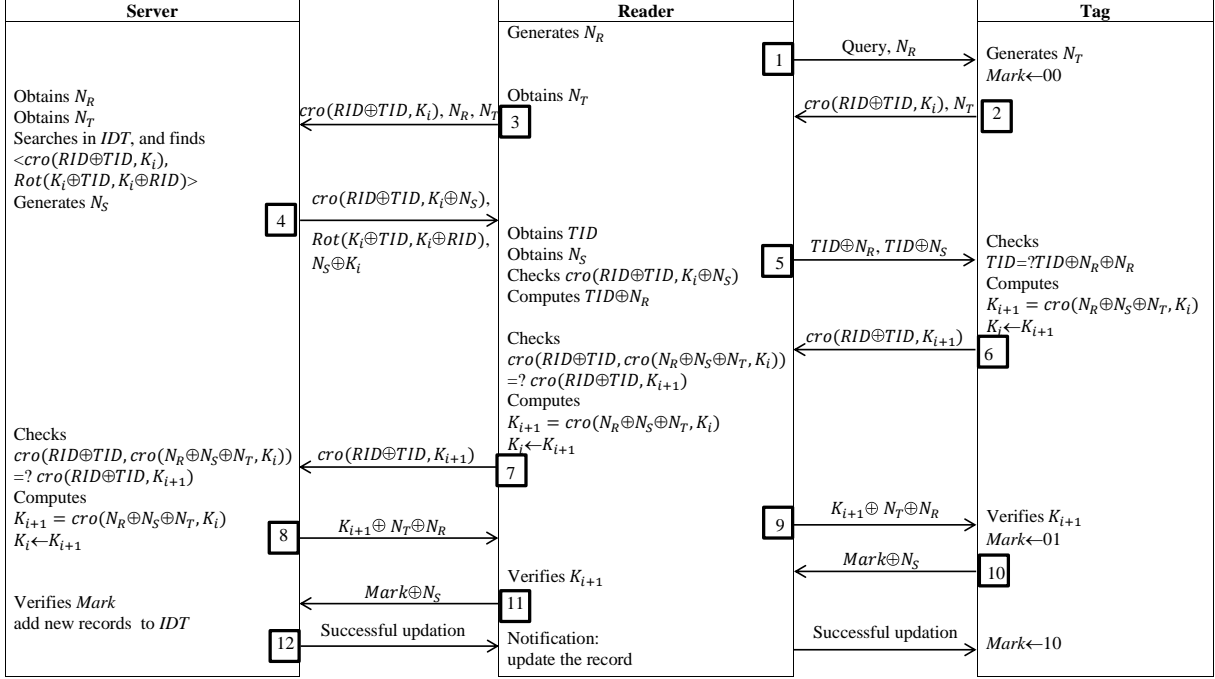 Server
Reader
Tag
Generates N_R
1
Query, N_R
Generates N_T
Mark←00
Obtains N_R
Obtains N_T
Searches in IDT, and finds
<cro(RID⊕TID, K_i),
Rot(K_i⊕TID, K_i⊕RID)>
Generates N_S
cro(RID⊕TID, K_i), N_R, N_T
Obtains N_T
3
cro(RID⊕TID, K_i), N_T
2
4
cro(RID⊕TID, K_i⊕N_S),
Rot(K_i⊕TID, K_i⊕RID),
N_S⊕K_i
Obtains TID
Obtains N_S
Checks cro(RID⊕TID, K_i⊕N_S)
Computes TID⊕N_R
5
TID⊕N_R, TID⊕N_S
Checks
TID=?TID⊕N_R⊕N_R
Computes
K_{i+1} = cro(N_R⊕N_S⊕N_T, K_i)
K_i←K_{i+1}
cro(RID⊕TID, K_{i+1})
6
Checks
cro(RID⊕TID, cro(N_R⊕N_S⊕N_T, K_i))
=? cro(RID⊕TID, K_{i+1})
Computes
K_{i+1} = cro(N_R⊕N_S⊕N_T, K_i)
K_i←K_{i+1}
cro(RID⊕TID, K_{i+1})
7
Checks
cro(RID⊕TID, cro(N_R⊕N_S⊕N_T, K_i))
=? cro(RID⊕TID, K_{i+1})
Computes
K_{i+1} = cro(N_R⊕N_S⊕N_T, K_i)
K_i←K_{i+1}
8
K_{i+1}⊕ N_T⊕N_R
9
K_{i+1}⊕ N_T⊕N_R
Verifies K_{i+1}
Mark←01
Mark⊕N_S
10
Verifies K_{i+1}
Mark⊕N_S
11
Verifies Mark
add new records to IDT
12
Successful updation
Notification:
update the record
Successful updation
Mark←10